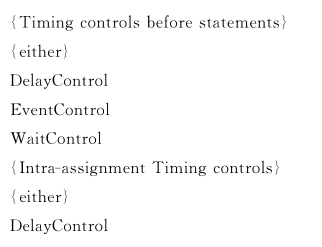 {Timing controls before statements}
{either}
DelayControl
EventControl
WaitControl
{Intra-assignment Timing controls}
{either}
DelayControl